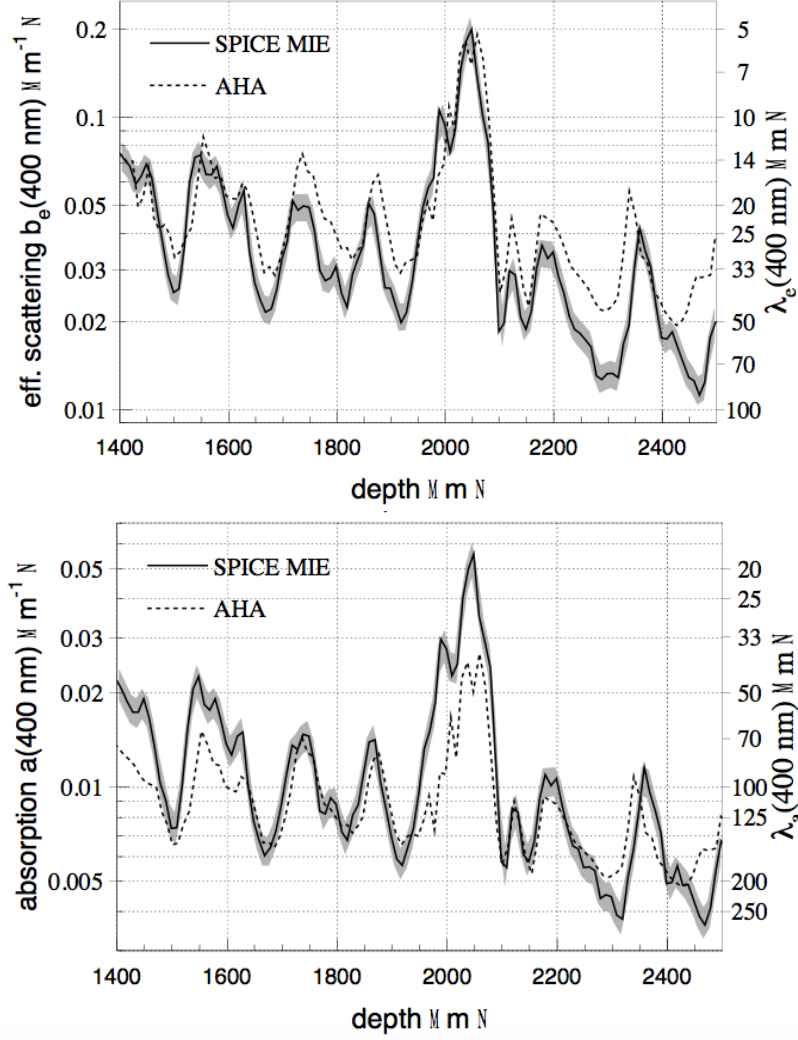 SPICE MIE
AHA
eff. scattering b_e(400 nm) M m^-1 N
0.2
0.1
0.05
0.03
0.02
0.01
5
7
10
14
20
25
33
50
70
100
λ_e(400 nm) M m N
1400 1600 1800 2000 2200 2400
depth M m N
SPICE MIE
AHA
absorption a(400 nm) M m^-1 N
0.05
0.03
0.02
0.01
0.005
20
25
33
50
70
100
125
200
250
λ_a(400 nm) M m N
1400 1600 1800 2000 2200 2400
depth M m N